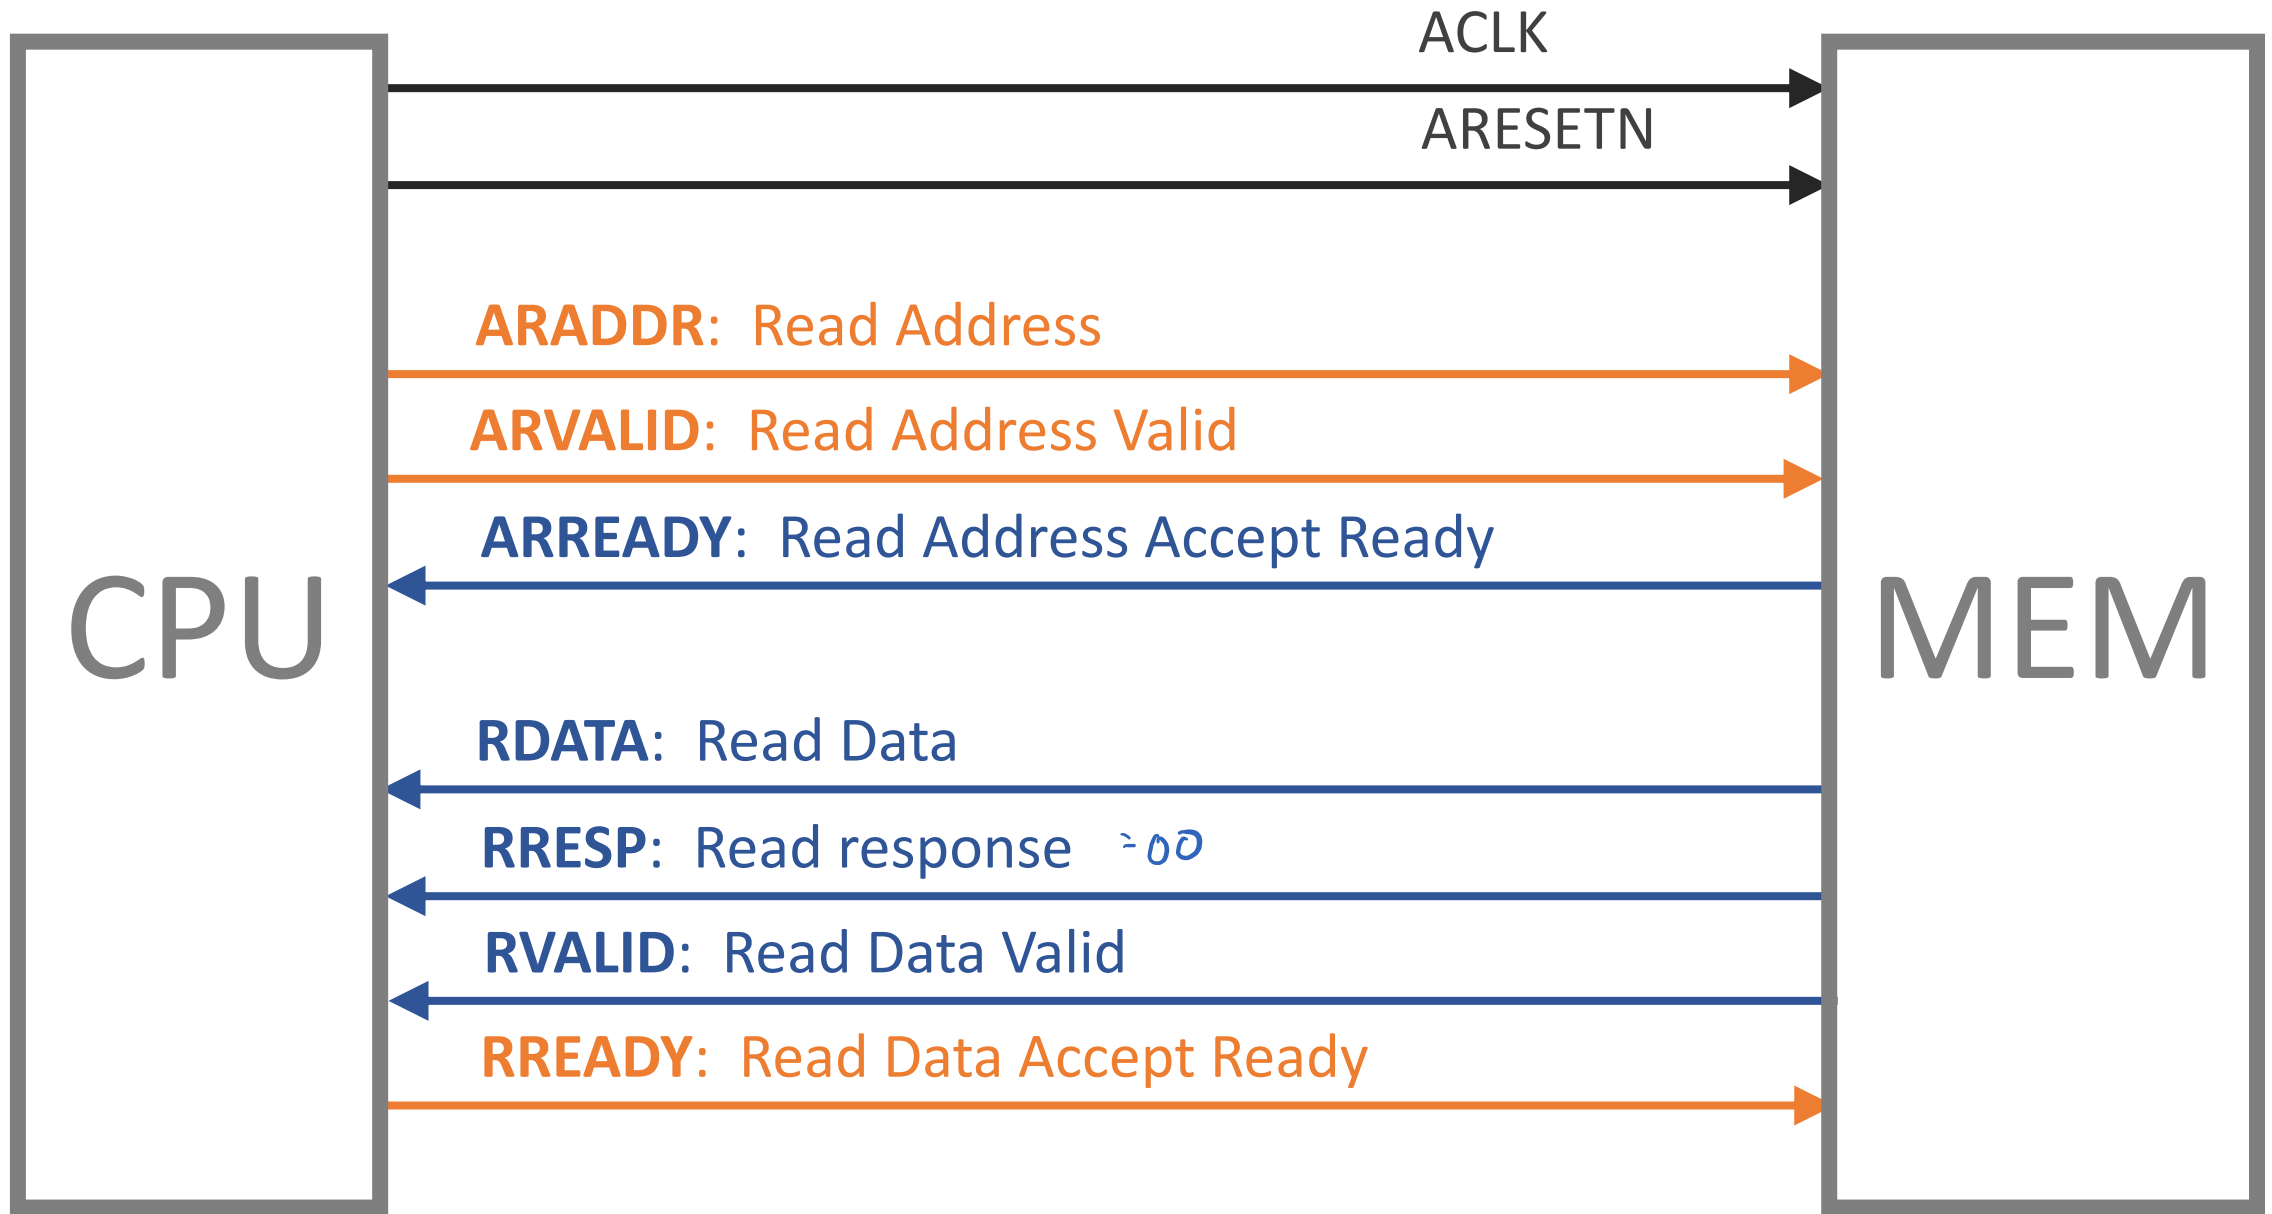 ACLK
ARESETN
ARADDR: Read Address
ARVALID: Read Address Valid
ARREADY: Read Address Accept Ready
CPU
MEM
RDATA: Read Data
RRESP: Read response =00
RVALID: Read Data Valid
RREADY: Read Data Accept Ready